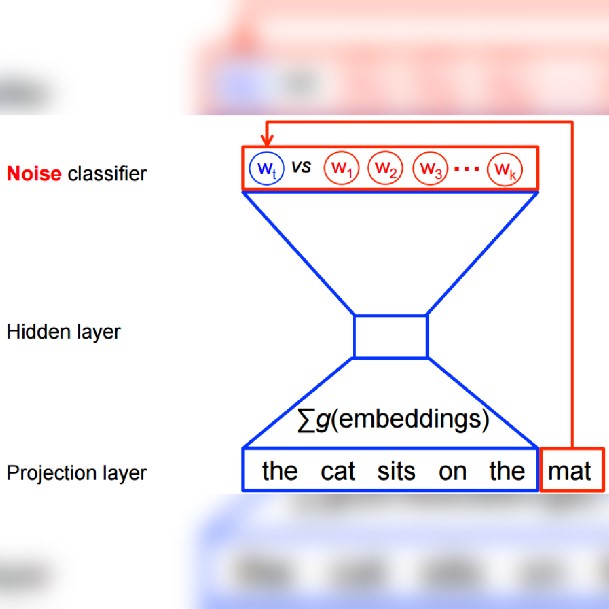 Noise classifier
w_t vs w_1 w_2 w_3 ··· w_k
Hidden layer
∑g(embeddings)
Projection layer
the cat sits on the mat